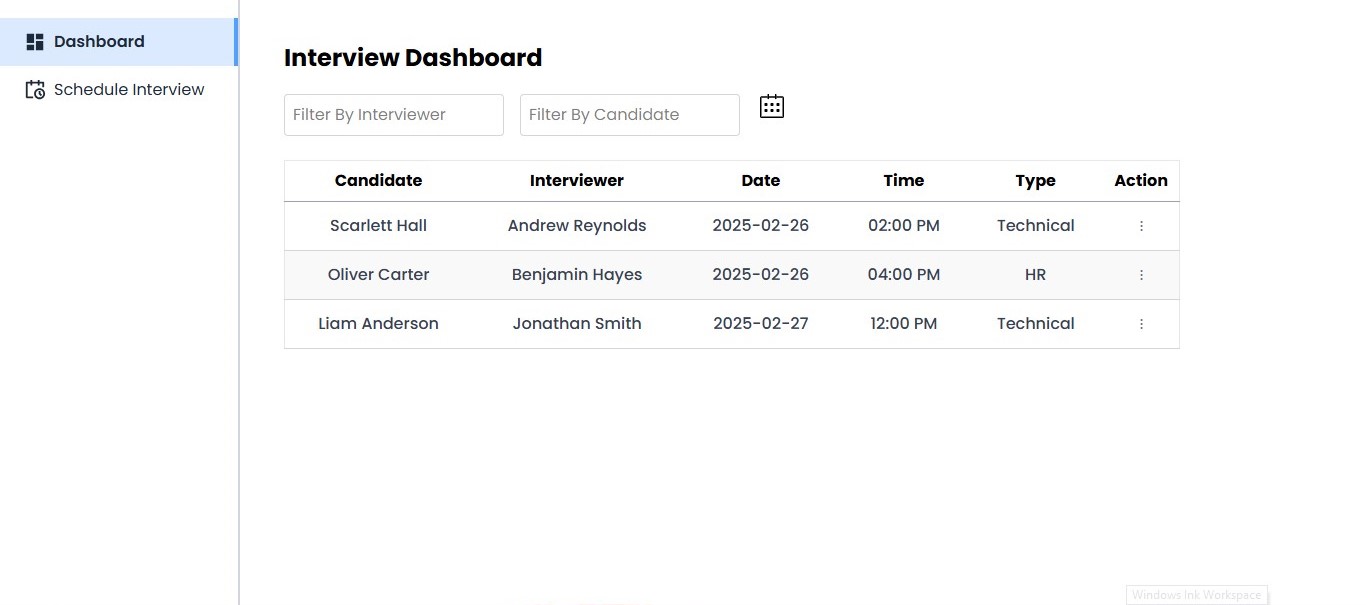 Dashboard
Schedule Interview
Interview Dashboard
Filter By Interviewer Filter By Candidate
Candidate Interviewer Date Time Type Action
Scarlett Hall Andrew Reynolds 2025-02-26 02:00 PM Technical
Oliver Carter Benjamin Hayes 2025-02-26 04:00 PM HR
Liam Anderson Jonathan Smith 2025-02-27 12:00 PM Technical
Windows Ink Workspace